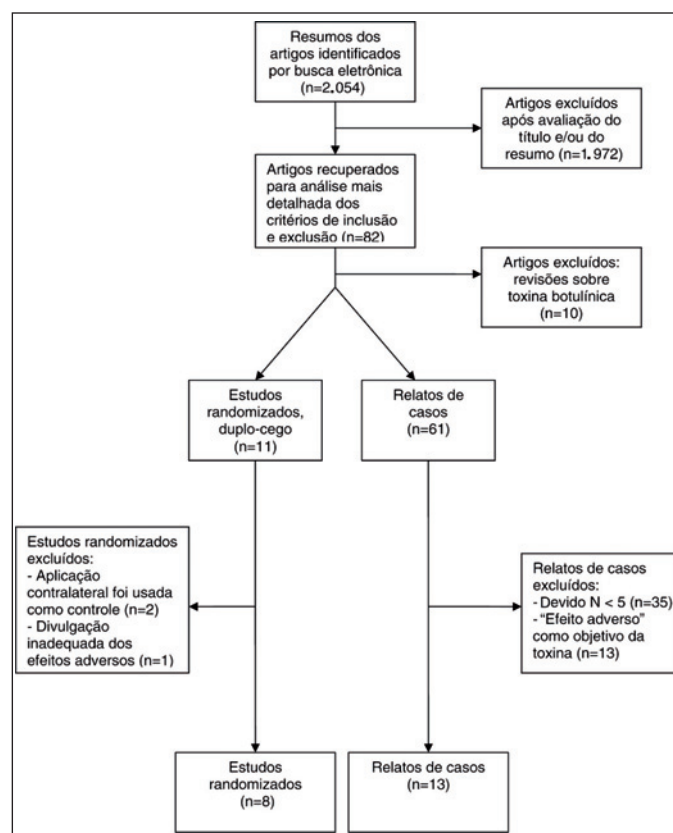 Resumos dos
artigos identificados
por busca eletrônica
(n=2.054)
Artigos excluídos
após avaliação do
título e/ou do
resumo (n=1.972)
Artigos recuperados
para análise mais
detalhada dos
critérios de inclusão
e exclusão (n=82)
Artigos excluídos:
revisões sobre
toxina botulínica
(n=10)
Estudos
randomizados,
duplo-cego
(n=11)
Relatos de
casos
(n=61)
Estudos randomizados
excluídos:
- Aplicação
contralateral foi usada
como controle (n=2)
- Divulgação
inadequada dos
efeitos adversos (n=1)
Relatos de casos
excluídos:
- Devido N < 5 (n=35)
- "Efeito adverso"
como objetivo da
toxina (n=13)
Estudos
randomizados
(n=8)
Relatos de casos
(n=13)